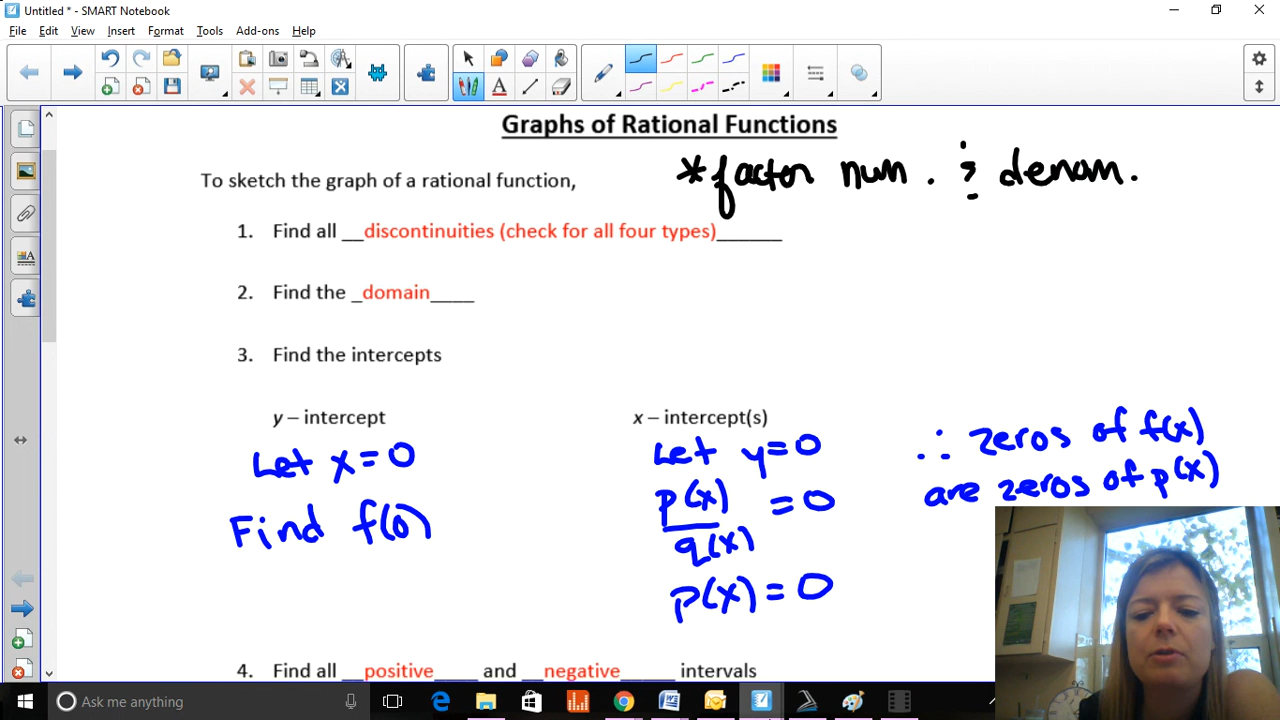 Untitled * - SMART Notebook
File Edit View Insert Format Tools Add-ons Help
Graphs of Rational Functions
*factor num. & denom.
To sketch the graph of a rational function,
1. Find all __discontinuities (check for all four types)______
2. Find the _domain____
3. Find the intercepts
y – intercept
Let x=0
Find f(0)
x – intercept(s)
Let y=0
p(x)/q(x) = 0
p(x)=0
∴ zeros of f(x)
are zeros of p(x)
4. Find all __positive____ and __negative_____ intervals
Ask me anything